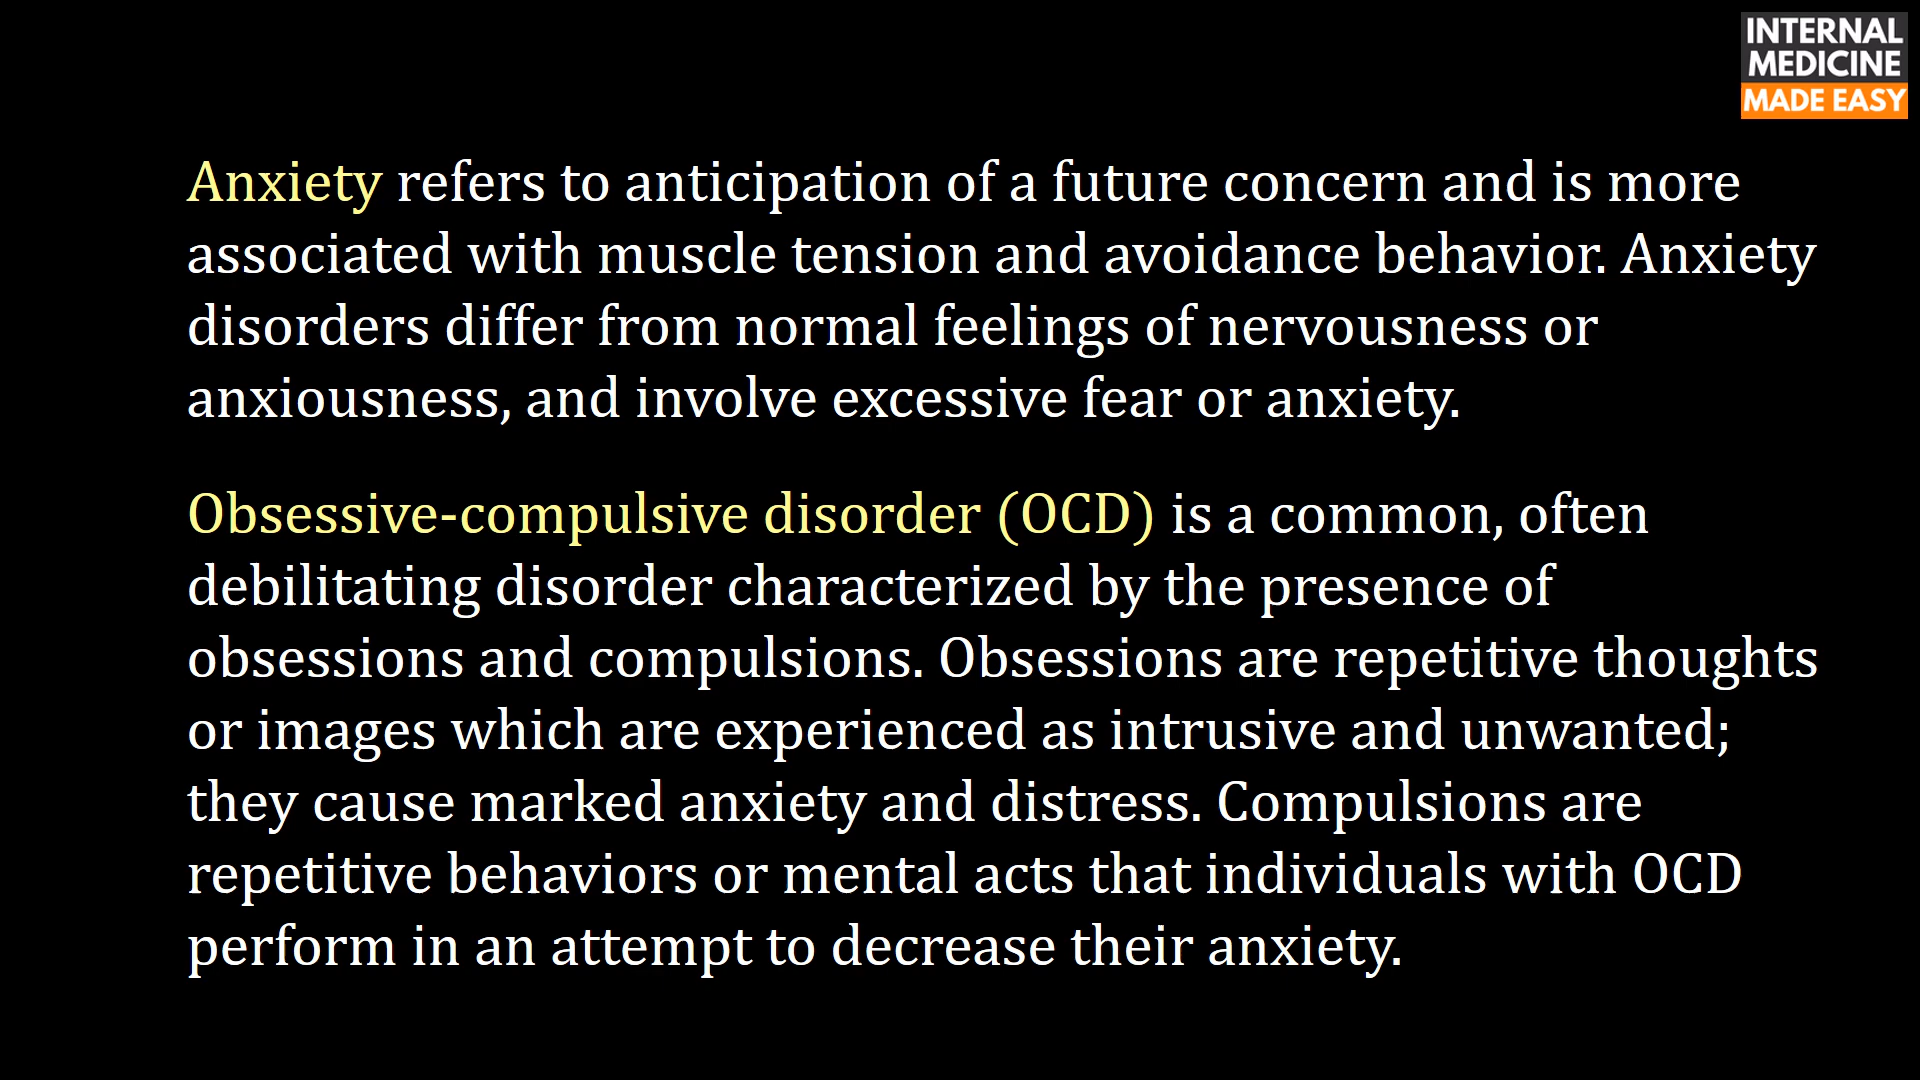 INTERNAL
MEDICINE
MADE EASY
Anxiety refers to anticipation of a future concern and is more
associated with muscle tension and avoidance behavior. Anxiety
disorders differ from normal feelings of nervousness or
anxiousness, and involve excessive fear or anxiety.
Obsessive-compulsive disorder (OCD) is a common, often
debilitating disorder characterized by the presence of
obsessions and compulsions. Obsessions are repetitive thoughts
or images which are experienced as intrusive and unwanted;
they cause marked anxiety and distress. Compulsions are
repetitive behaviors or mental acts that individuals with OCD
perform in an attempt to decrease their anxiety.